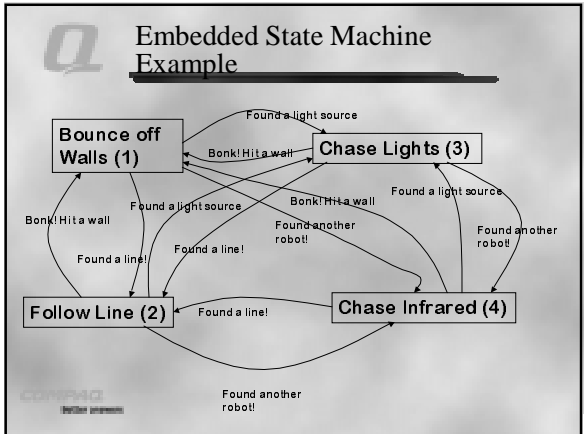 Q
Embedded State Machine
Example
Found a light source
Bounce off
Walls (1)
Bonk! Hit a wall
Chase Lights (3)
Found a light source
Bonk! Hit a wall
Found a light source
Bonk! Hit a wall
Found another
robot!
Found another
robot!
Found a line!
Found a line!
Follow Line (2)
Found a line!
Chase Infrared (4)
COMPAQ
Found another
robot!